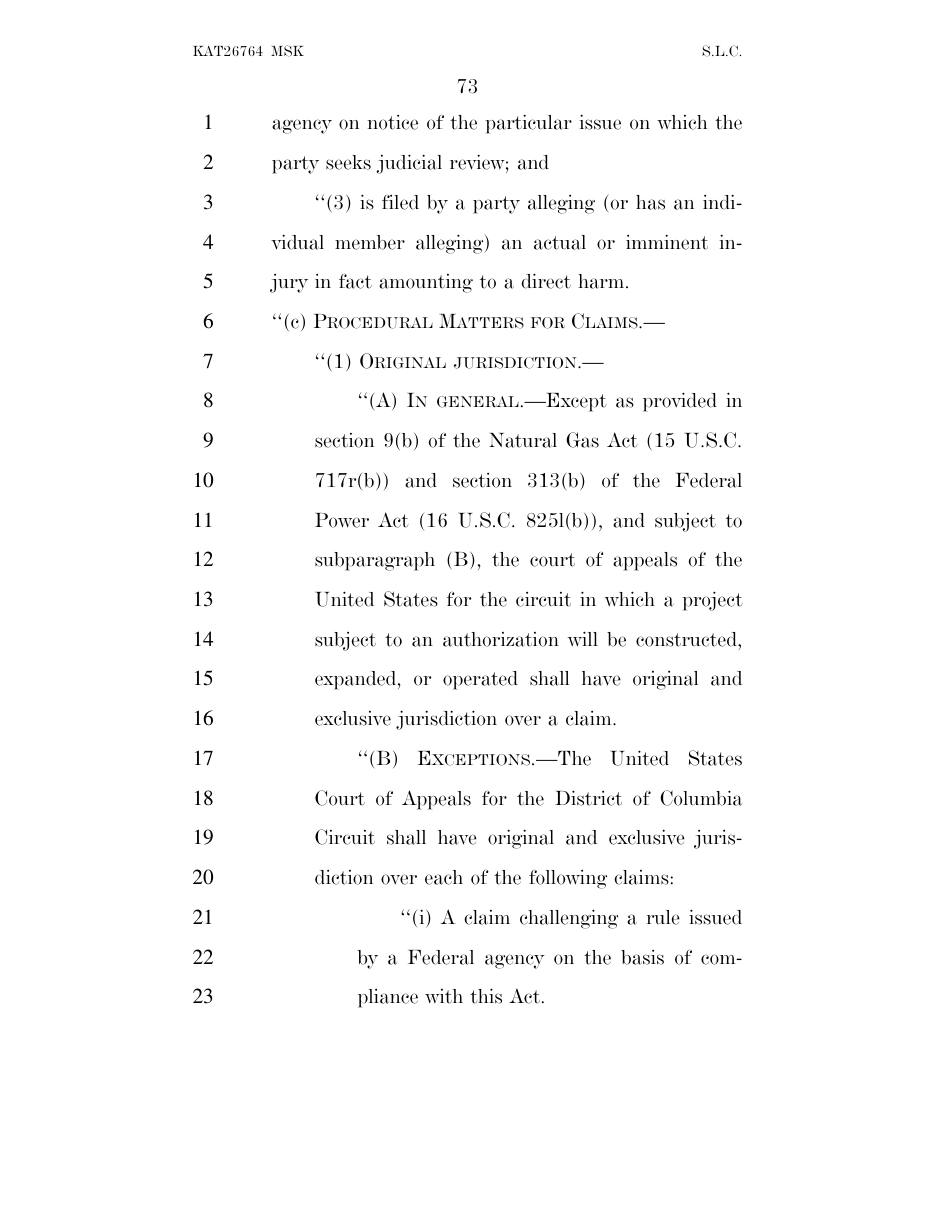 KAT26764 MSK S.L.C.
73
1 agency on notice of the particular issue on which the
2 party seeks judicial review; and
3 ‘‘(3) is filed by a party alleging (or has an indi-
4 vidual member alleging) an actual or imminent in-
5 jury in fact amounting to a direct harm.
6 ‘‘(c) PROCEDURAL MATTERS FOR CLAIMS.—
7 ‘‘(1) ORIGINAL JURISDICTION.—
8 ‘‘(A) IN GENERAL.—Except as provided in
9 section 9(b) of the Natural Gas Act (15 U.S.C.
10 717r(b)) and section 313(b) of the Federal
11 Power Act (16 U.S.C. 825l(b)), and subject to
12 subparagraph (B), the court of appeals of the
13 United States for the circuit in which a project
14 subject to an authorization will be constructed,
15 expanded, or operated shall have original and
16 exclusive jurisdiction over a claim.
17 ‘‘(B) EXCEPTIONS.—The United States
18 Court of Appeals for the District of Columbia
19 Circuit shall have original and exclusive juris-
20 diction over each of the following claims:
21 ‘‘(i) A claim challenging a rule issued
22 by a Federal agency on the basis of com-
23 pliance with this Act.